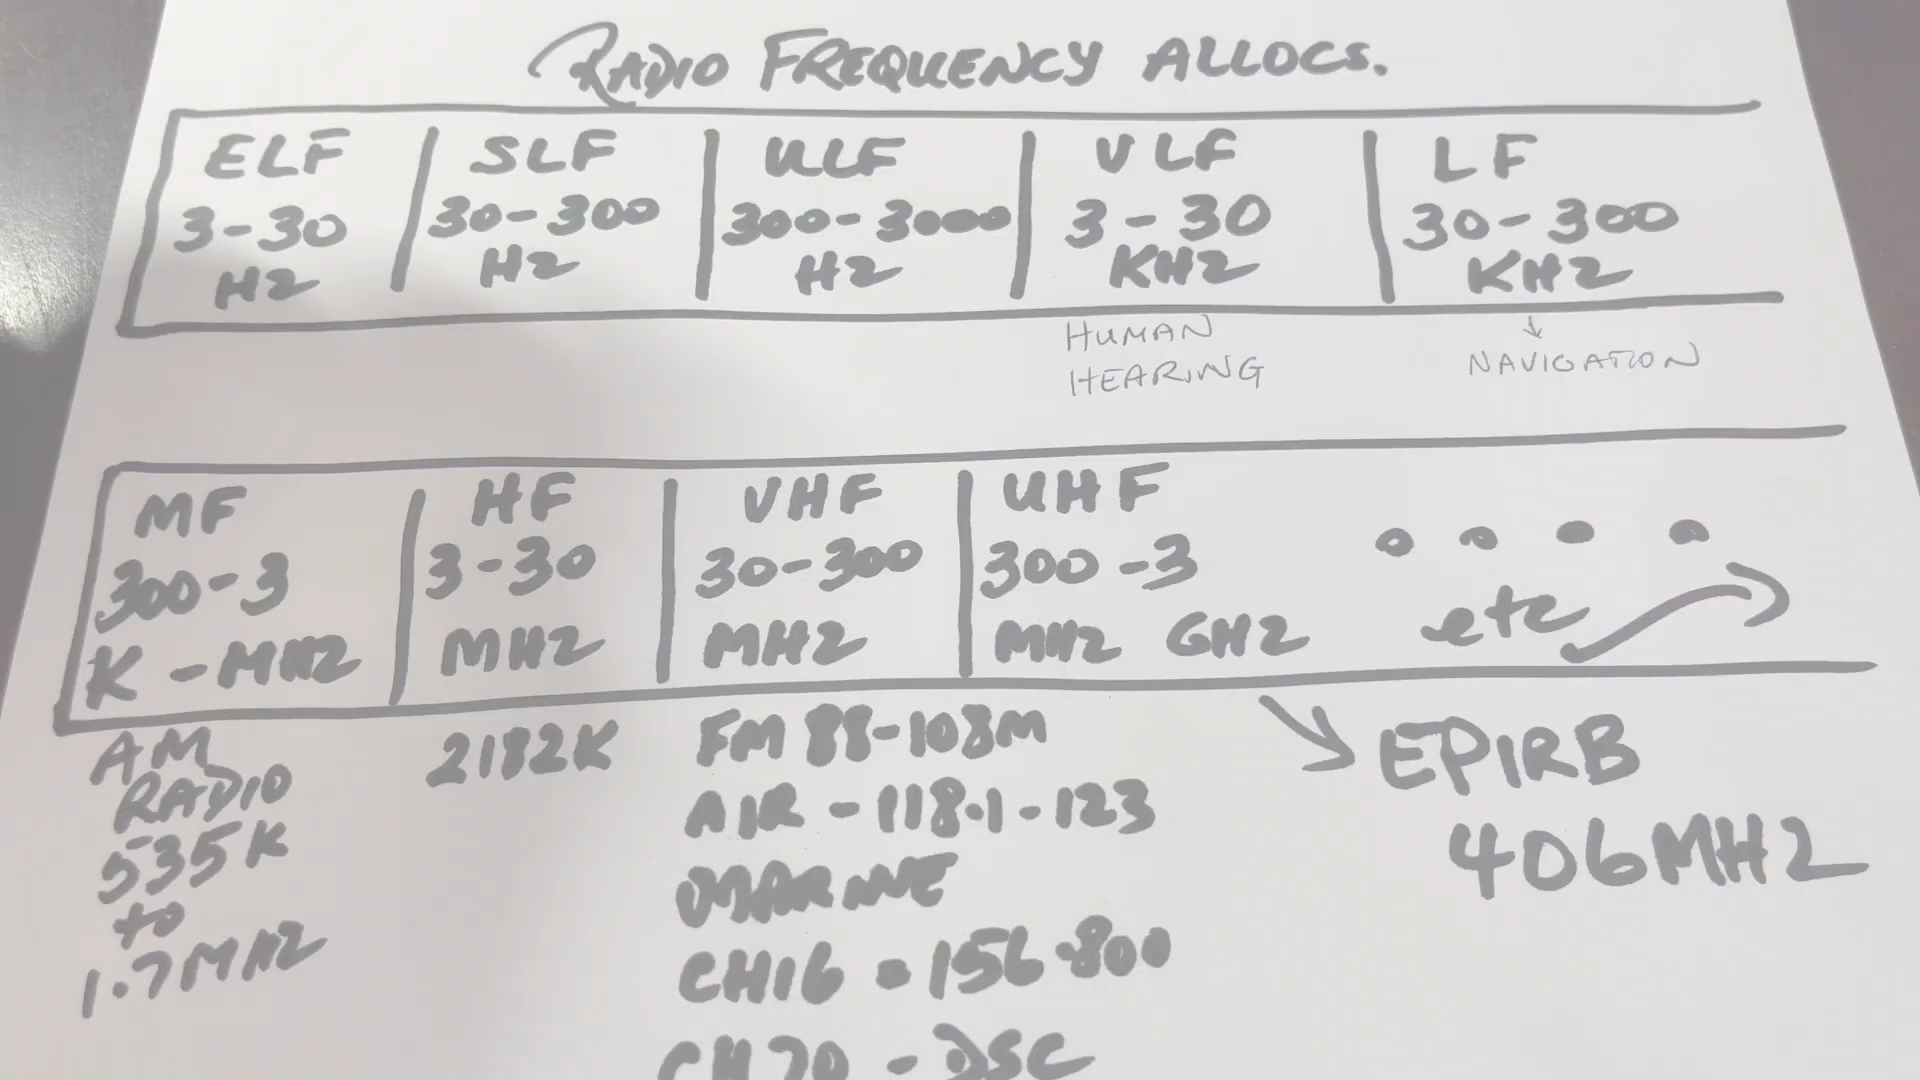 RADIO FREQUENCY ALLOCS.
ELF
3-30
HZ
SLF
30-300
HZ
ULF
300-3000
HZ
VLF
3-30
KHZ
LF
30-300
KHZ
HUMAN
HEARING
NAVIGATION
MF
300-3
K-MHZ
HF
3-30
MHZ
VHF
30-300
MHZ
UHF
300-3
MHZ GHZ
etc
AM
RADIO
535K
to
1.7MHZ
2182K
FM 88-108M
AIR - 118.1-123
MARINE
CH16 - 156.800
CH70 - DSC
EPIRB
406MHZ